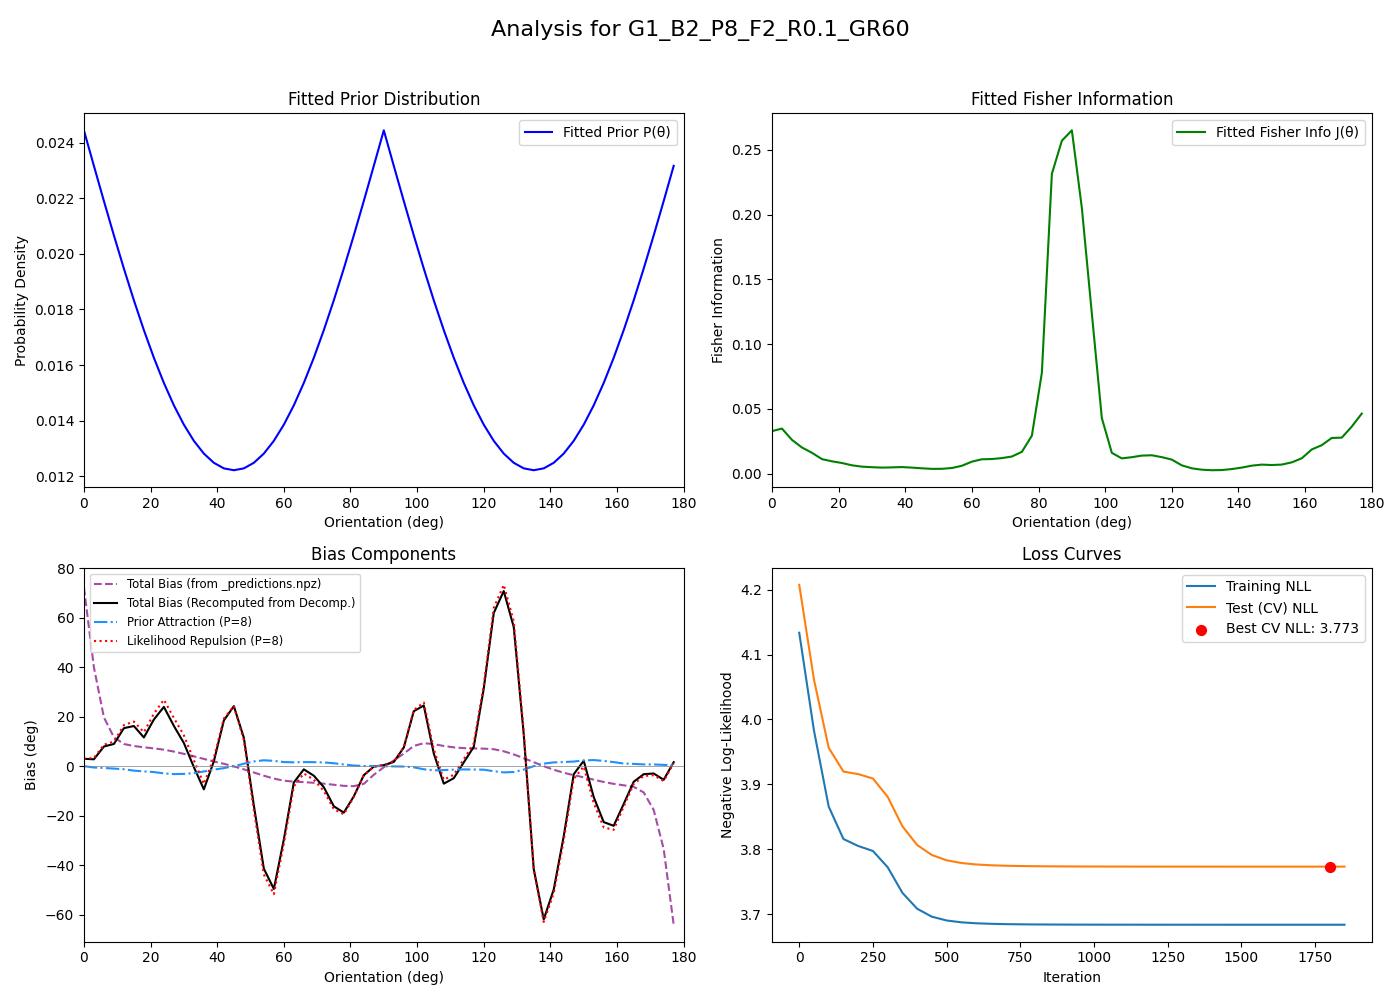 Analysis for G1_B2_P8_F2_R0.1_GR60
Fitted Prior Distribution
Fitted Prior P(θ)
Probability Density
0.024
0.022
0.020
0.018
0.016
0.014
0.012
0 20 40 60 80 100 120 140 160 180
Orientation (deg)
Fitted Fisher Information
Fitted Fisher Info J(θ)
Fisher Information
0.25
0.20
0.15
0.10
0.05
0.00
0 20 40 60 80 100 120 140 160 180
Orientation (deg)
Bias Components
Total Bias (from _predictions.npz)
Total Bias (Recomputed from Decomp.)
Prior Attraction (P=8)
Likelihood Repulsion (P=8)
Bias (deg)
80
60
40
20
0
−20
−40
−60
0 20 40 60 80 100 120 140 160 180
Orientation (deg)
Loss Curves
Training NLL
Test (CV) NLL
Best CV NLL: 3.773
Negative Log-Likelihood
4.2
4.1
4.0
3.9
3.8
3.7
0 250 500 750 1000 1250 1500 1750
Iteration